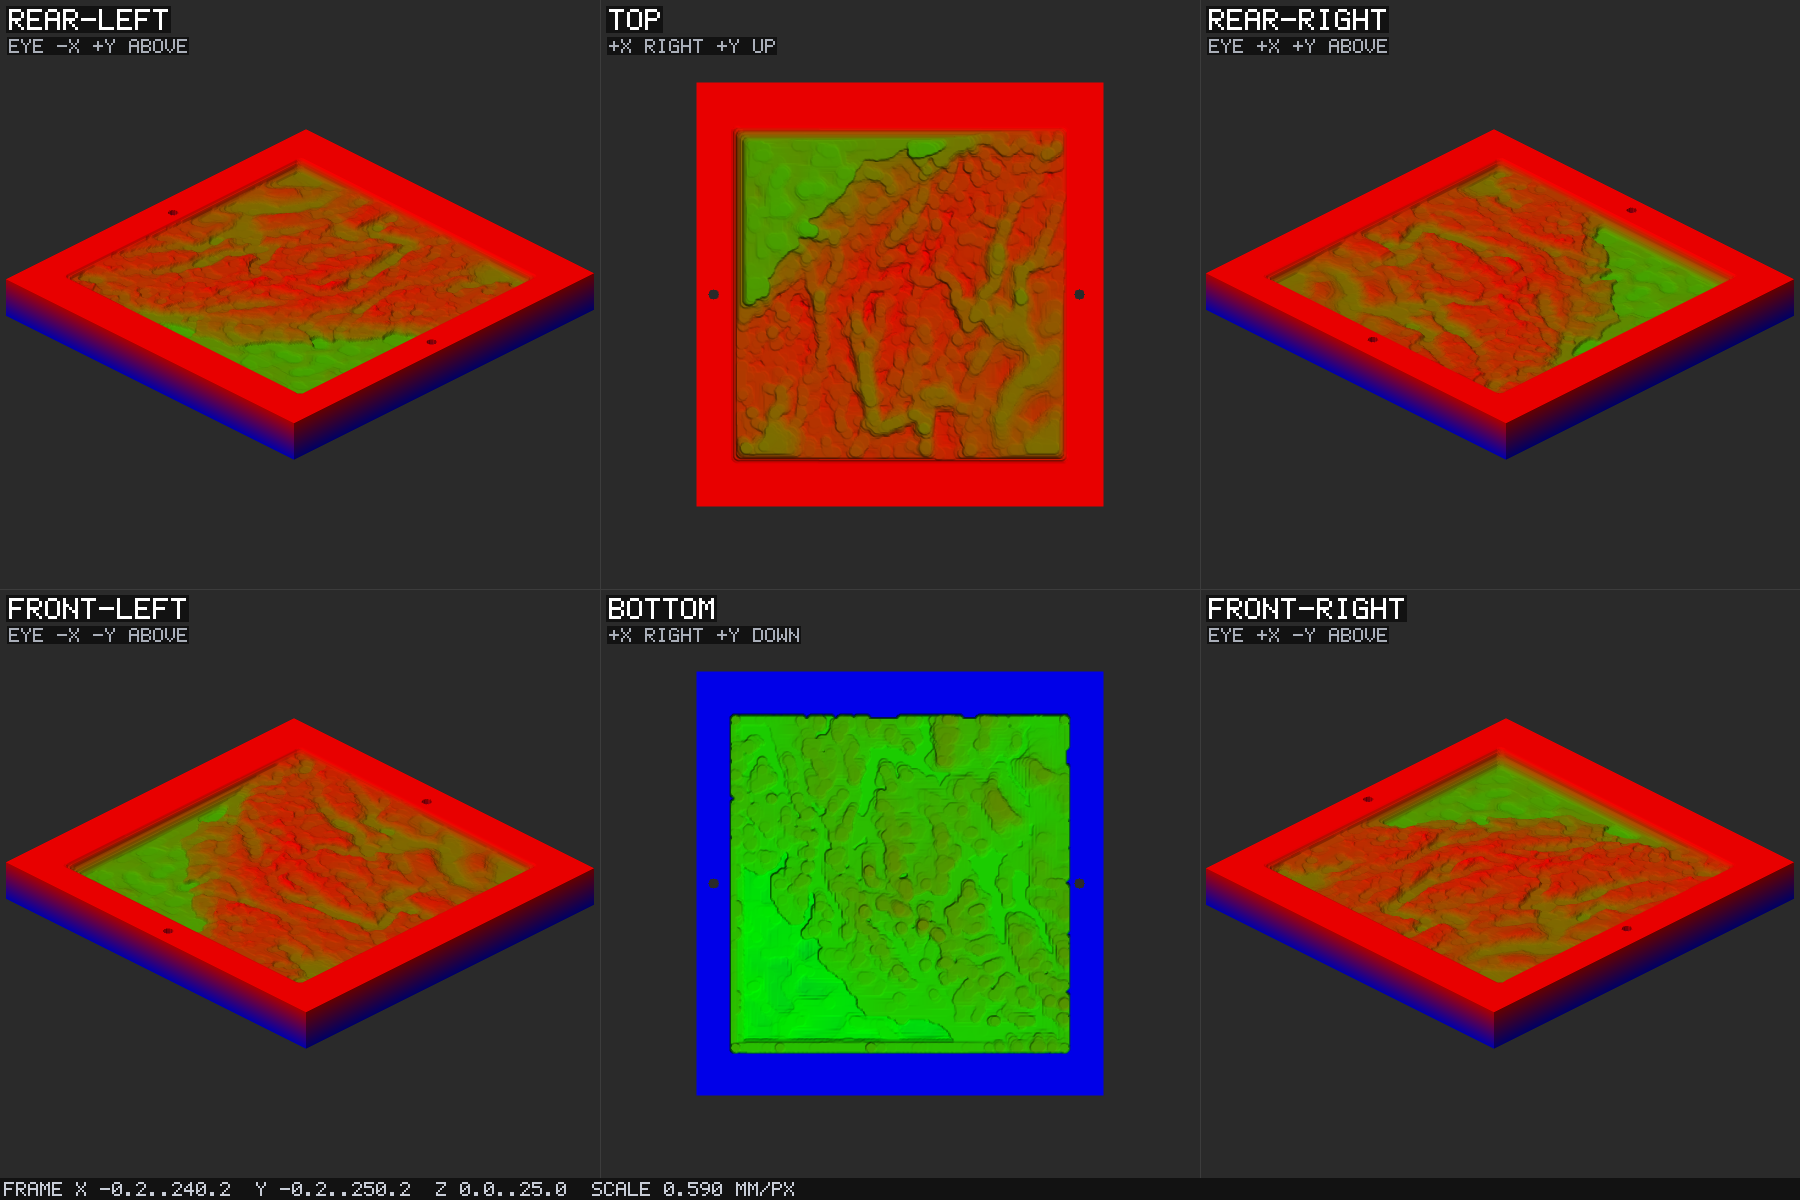 REAR-LEFT
EYE -X +Y ABOVE
TOP
+X RIGHT +Y UP
REAR-RIGHT
EYE +X +Y ABOVE
FRONT-LEFT
EYE -X -Y ABOVE
BOTTOM
+X RIGHT +Y DOWN
FRONT-RIGHT
EYE +X -Y ABOVE
FRAME X -0.2..240.2 Y -0.2..250.2 Z 0.0..25.0 SCALE 0.590 MM/PX